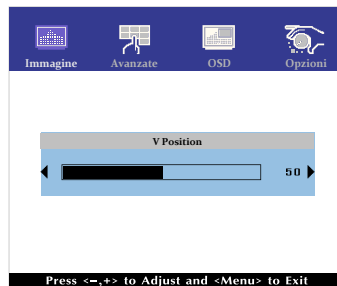 Immagine Avanzate OSD Opzioni
V Position
50
Press <−,+> to Adjust and <Menu> to Exit